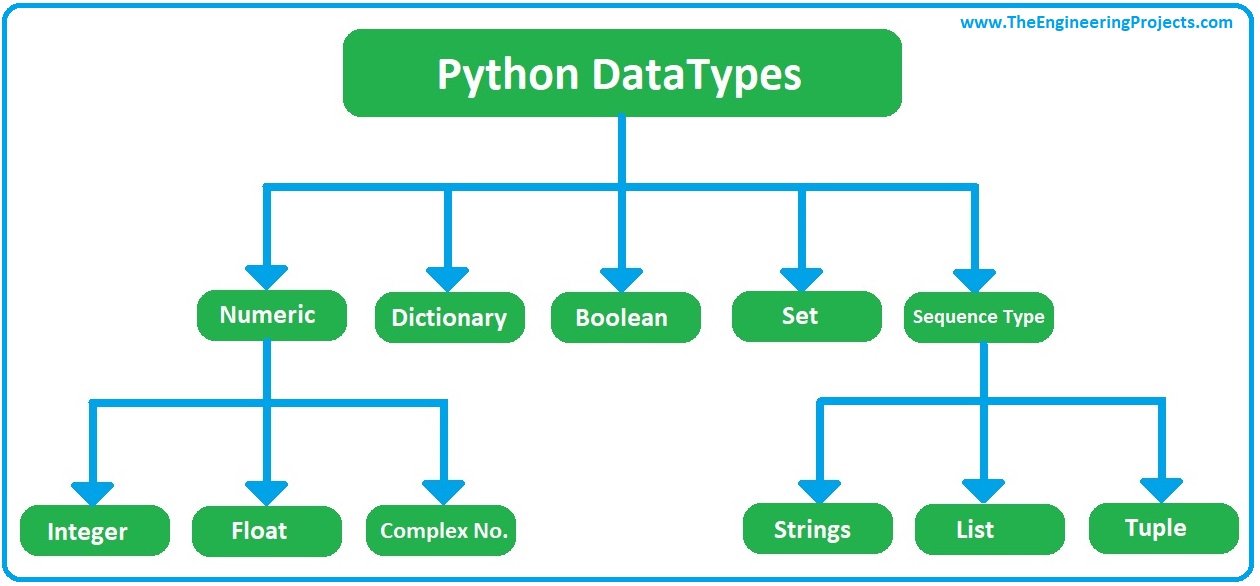 www.TheEngineeringProjects.com
Python DataTypes
Numeric
Dictionary
Boolean
Set
Sequence Type
Integer
Float
Complex No.
Strings
List
Tuple